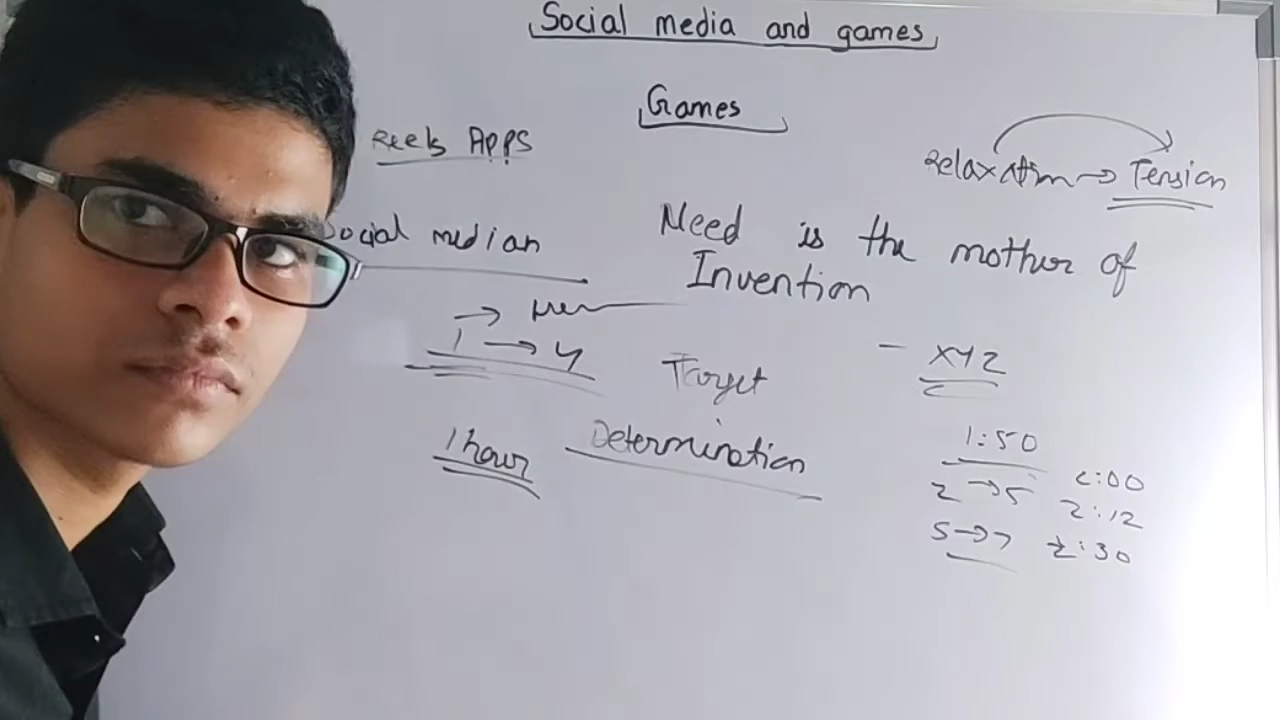 Social media and games
Games
Reels Apps
Relaxation → Tension
Social median
Need is the mother of
Invention
→
1 → 4
Target
- XYZ
1 hour
Determination
1:50
2 → 5
2:00
2:12
5 → 7
2:30